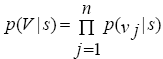 p(V|s) = ∏_{j=1}^{n} p(v_j|s)